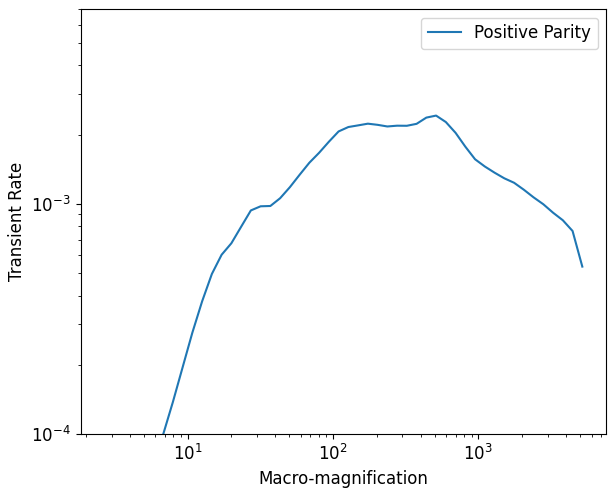 Positive Parity
Transient Rate
10⁻³
10⁻⁴
10¹
10²
10³
Macro-magnification